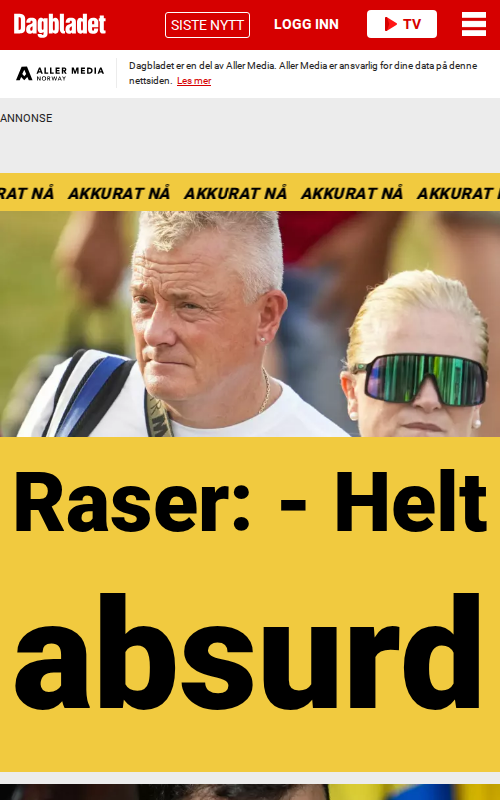 Dagbladet SISTE NYTT LOGG INN TV
ALLER MEDIA
NORWAY
Dagbladet er en del av Aller Media. Aller Media er ansvarlig for dine data på denne
nettsiden. Les mer
ANNONSE
RAT NÅ AKKURAT NÅ AKKURAT NÅ AKKURAT NÅ AKKURAT
Raser: - Helt
absurd